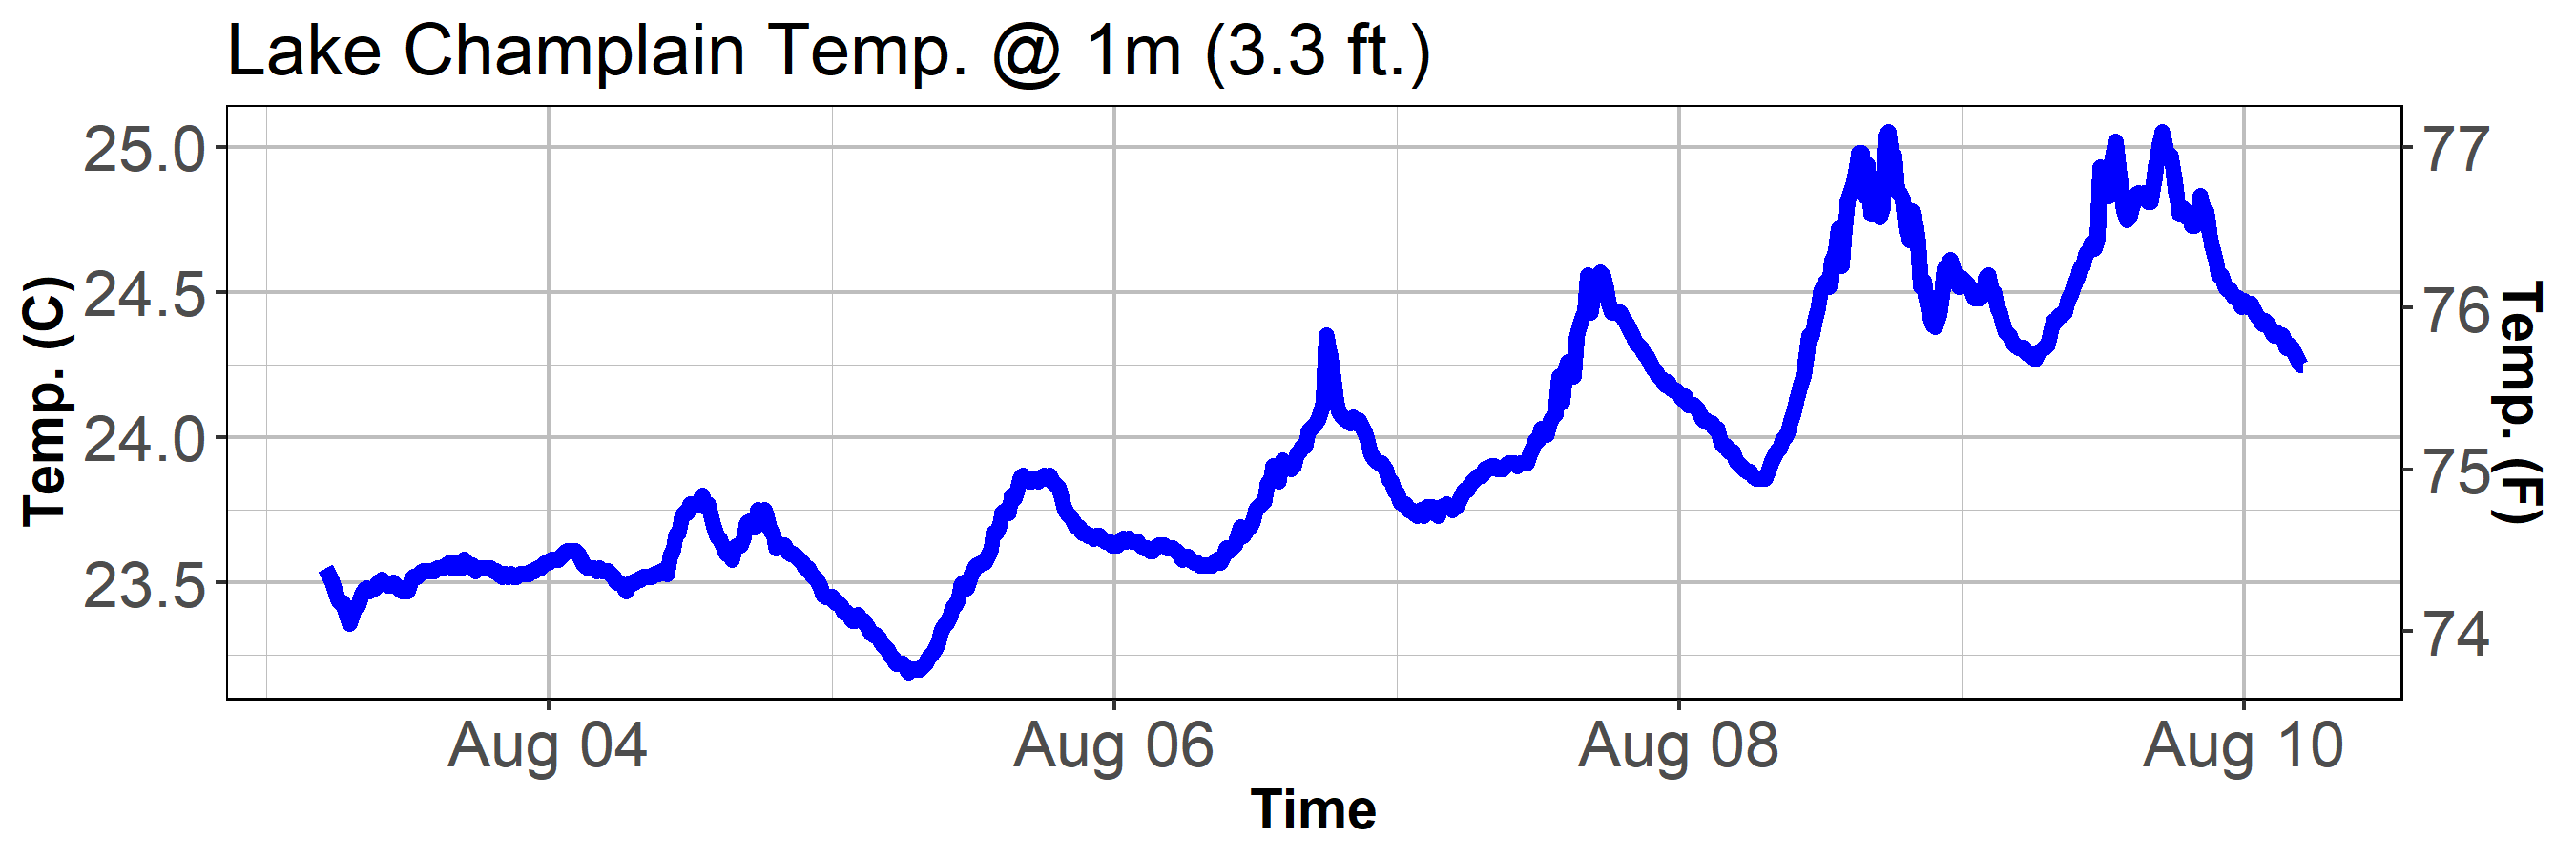 Lake Champlain Temp. @ 1m (3.3 ft.)
Temp. (C)
25.0
24.5
24.0
23.5
77
76
75
74
Temp. (F)
Aug 04 Aug 06 Aug 08 Aug 10
Time